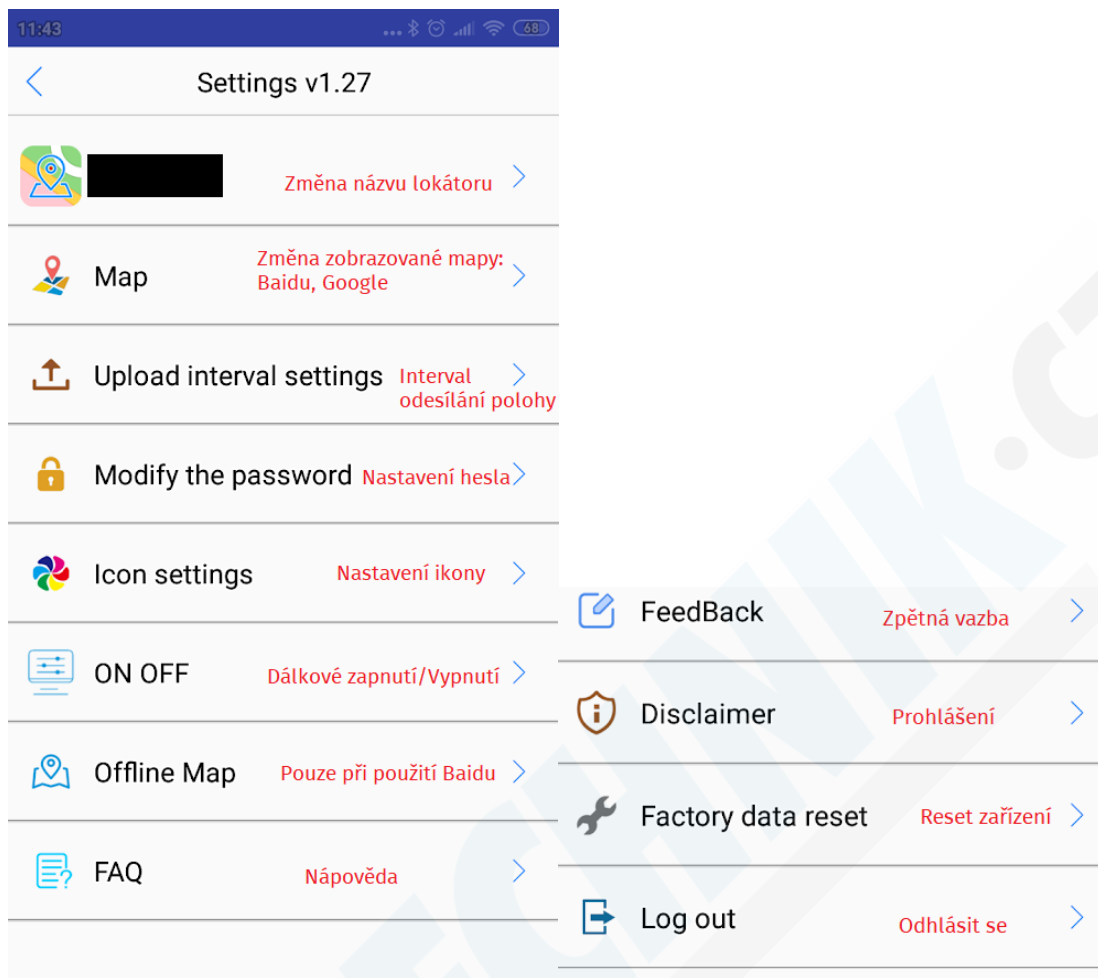 11:43
68
Settings v1.27
Změna názvu lokátoru
Map
Změna zobrazované mapy:
Baidu, Google
Upload interval settings
Interval
odesílání polohy
Modify the password
Nastavení hesla
Icon settings
Nastavení ikony
ON OFF
Dálkové zapnutí/Vypnutí
Offline Map
Pouze při použití Baidu
FAQ
Nápověda
FeedBack
Zpětná vazba
Disclaimer
Prohlášení
Factory data reset
Reset zařízení
Log out
Odhlásit se